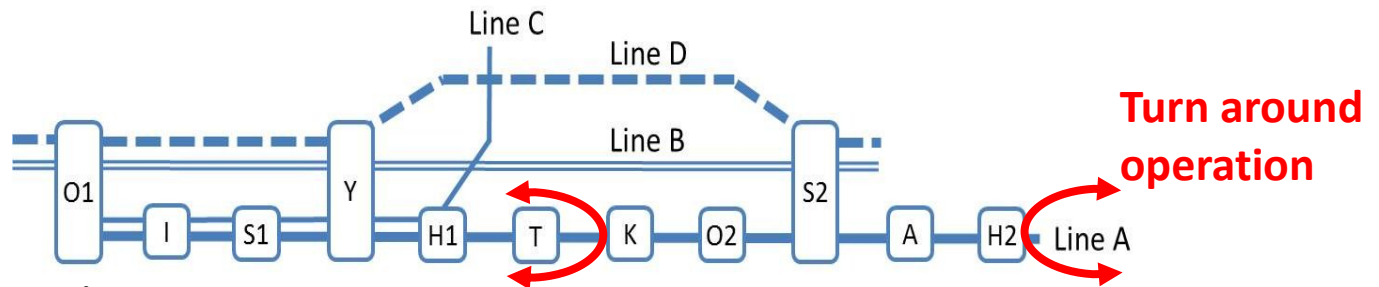 Line C
Line D
Turn around
operation
Line B
O1
I
S1
Y
H1
T
K
O2
S2
A
H2
Line A